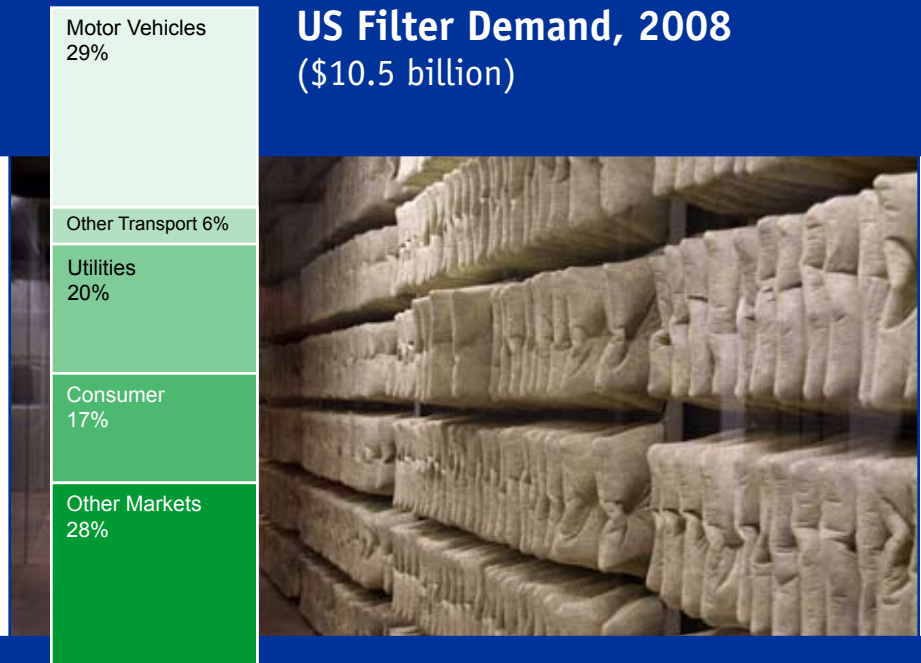 US Filter Demand, 2008
($10.5 billion)
Motor Vehicles
29%
Other Transport 6%
Utilities
20%
Consumer
17%
Other Markets
28%